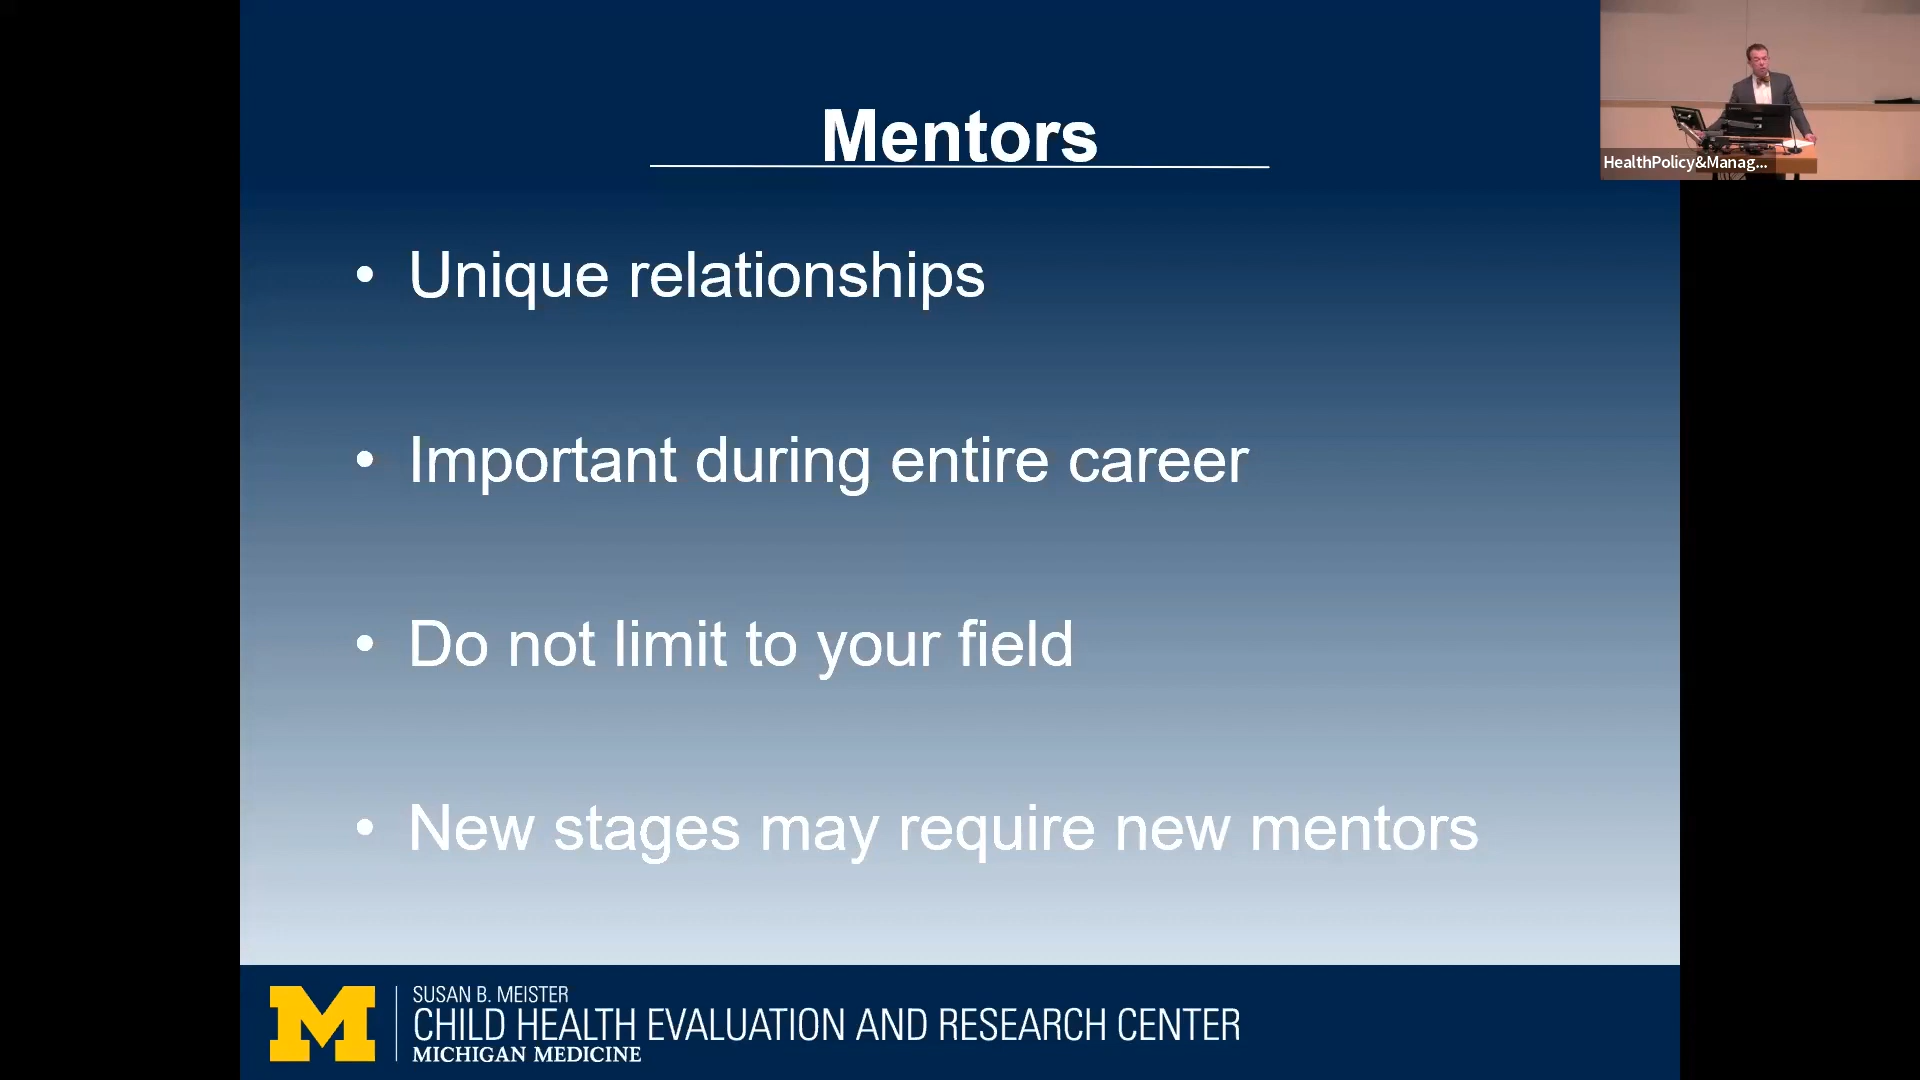 Mentors
HealthPolicy&Manag...
• Unique relationships
• Important during entire career
• Do not limit to your field
• New stages may require new mentors
M
SUSAN B. MEISTER
CHILD HEALTH EVALUATION AND RESEARCH CENTER
MICHIGAN MEDICINE